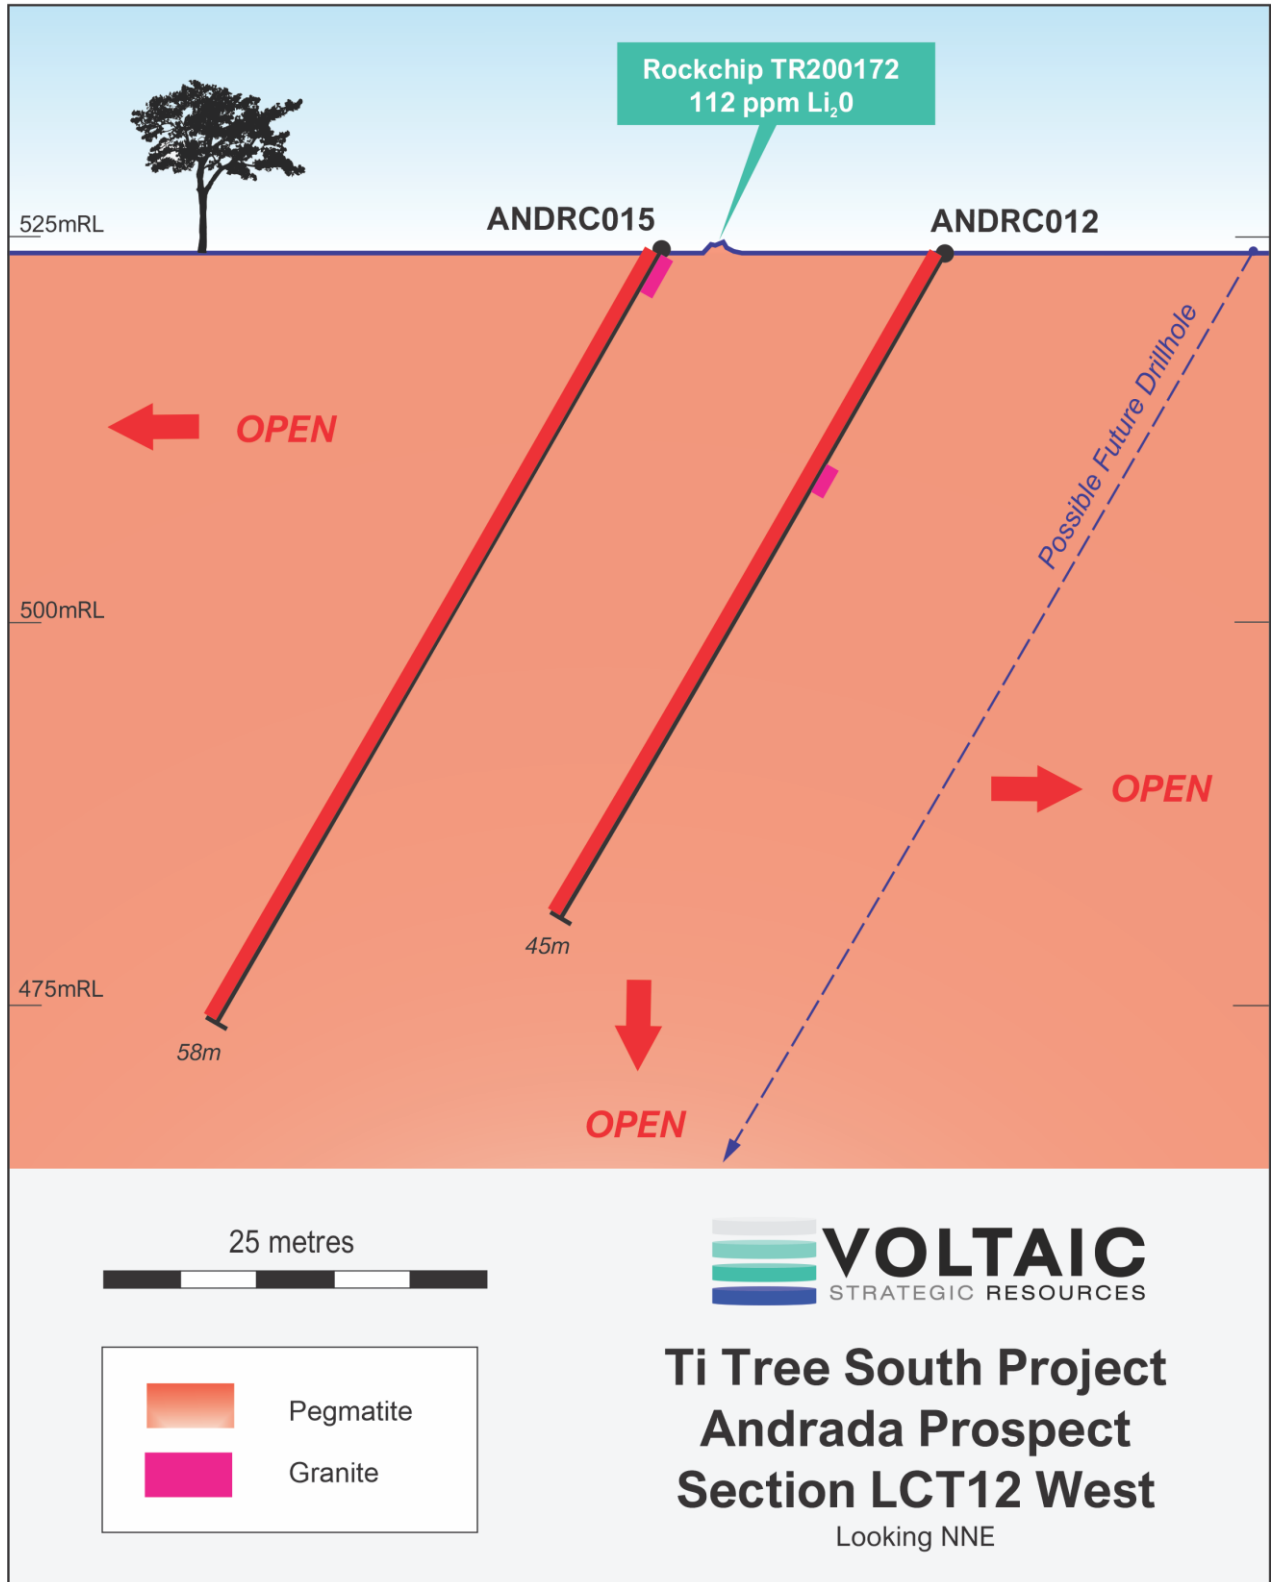 Rockchip TR200172
112 ppm Li₂0
525mRL
ANDRC015
ANDRC012
OPEN
Possible Future Drillhole
500mRL
OPEN
45m
475mRL
58m
OPEN
25 metres
VOLTAIC
STRATEGIC RESOURCES
Pegmatite
Granite
Ti Tree South Project
Andrada Prospect
Section LCT12 West
Looking NNE